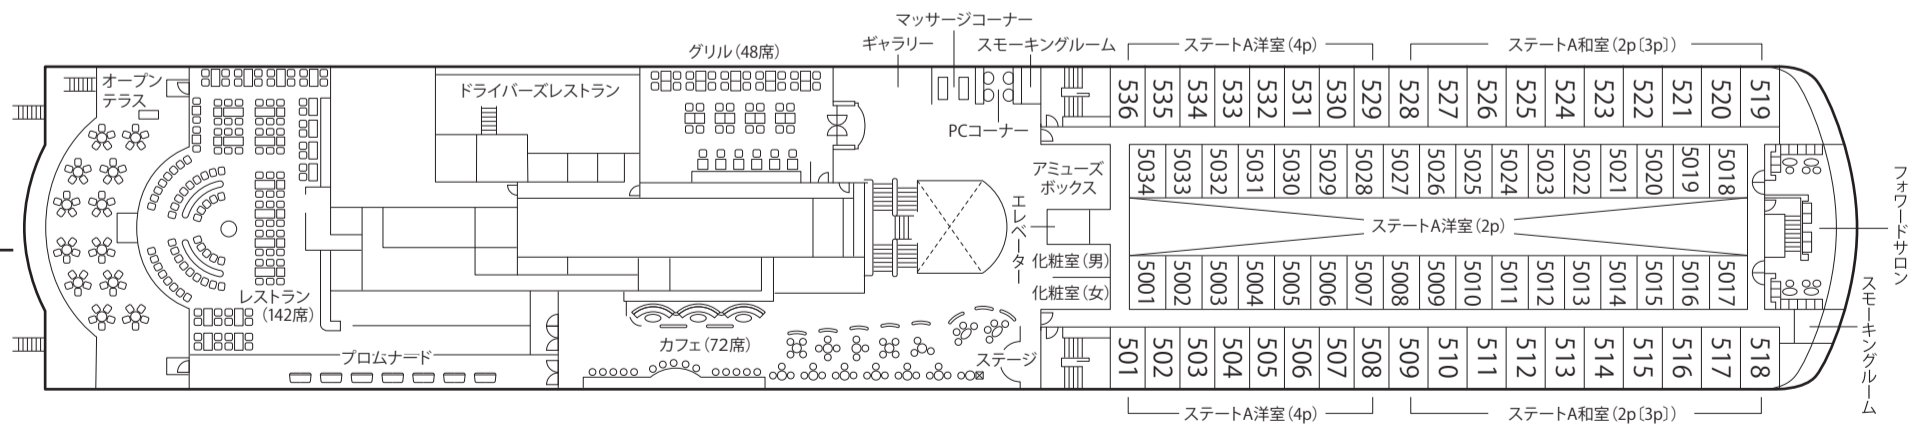 マッサージコーナー
ギャラリー
スモーキングルーム
ステートA洋室(4p)
ステートA和室(2p〔3p〕)
グリル(48席)
オープン
テラス
ドライバーズレストラン
PCコーナー
536
535
534
533
532
531
530
529
528
527
526
525
524
523
522
521
520
519
アミューズ
ボックス
5034
5033
5032
5031
5030
5029
5028
5027
5026
5025
5024
5023
5022
5021
5020
5019
5018
エレベーター
ステートA洋室(2p)
フォワードサロン
化粧室(男)
化粧室(女)
5001
5002
5003
5004
5005
5006
5007
5008
5009
5010
5011
5012
5013
5014
5015
5016
5017
スモーキングルーム
レストラン
(142席)
プロムナード
カフェ(72席)
ステージ
501
502
503
504
505
506
507
508
509
510
511
512
513
514
515
516
517
518
ステートA洋室(4p)
ステートA和室(2p〔3p〕)